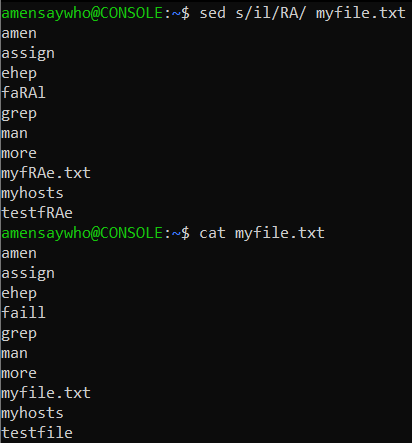 amensaywho@CONSOLE:~$ sed s/il/RA/ myfile.txt
amen
assign
ehep
faRAl
grep
man
more
myfRAe.txt
myhosts
testfRAe
amensaywho@CONSOLE:~$ cat myfile.txt
amen
assign
ehep
faill
grep
man
more
myfile.txt
myhosts
testfile